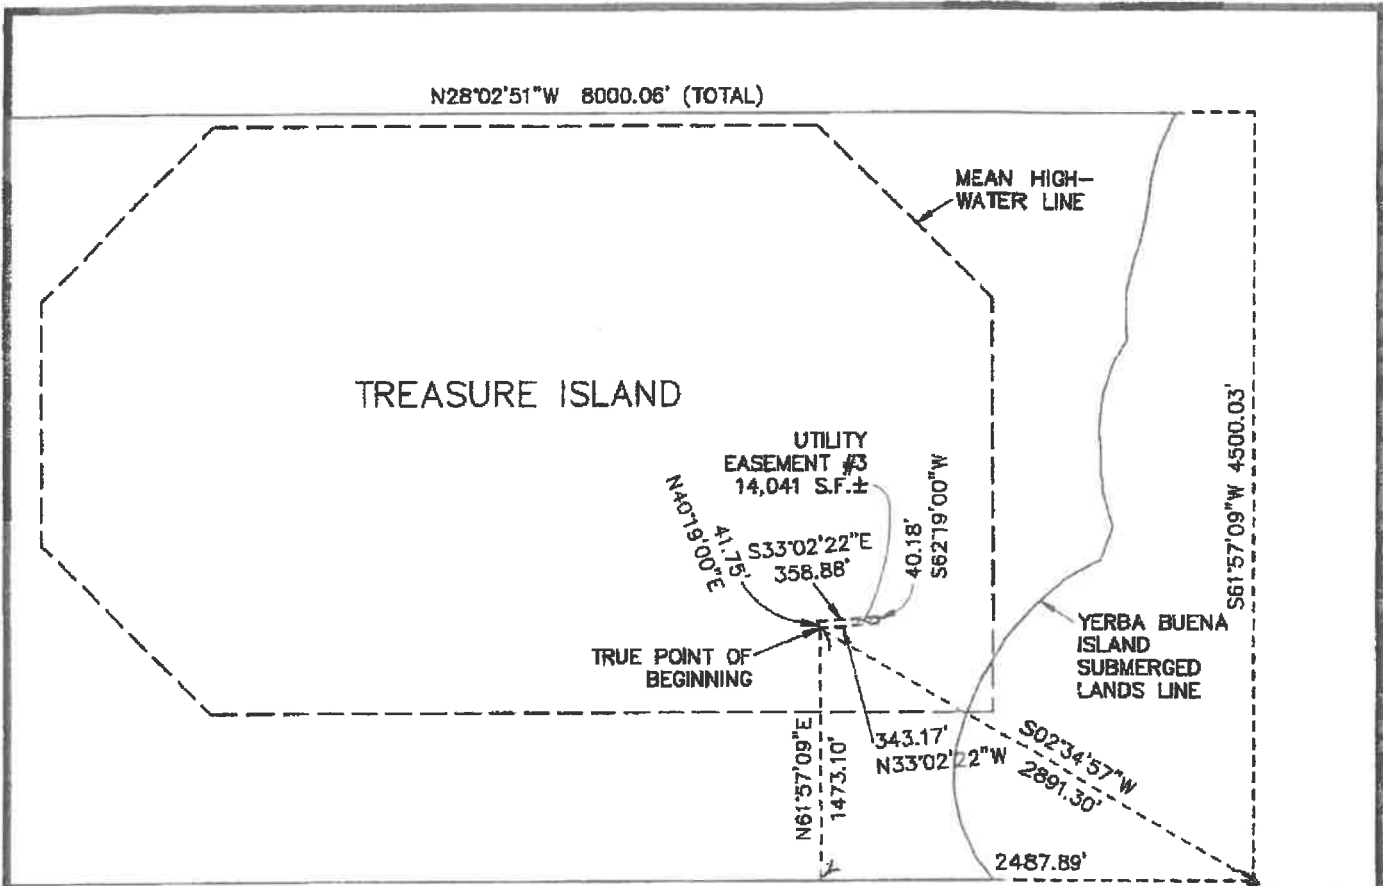 N28°02'51"W 8000.06' (TOTAL)
MEAN HIGH-
WATER LINE
TREASURE ISLAND
UTILITY
EASEMENT #3
14,041 S.F.±
N40°19'00"E
41.75'
S33°02'22"E
358.88'
40.18'
S62°19'00"W
S61°57'09"W 4500.03'
TRUE POINT OF
BEGINNING
YERBA BUENA
ISLAND
SUBMERGED
LANDS LINE
N61°57'09"E
1473.10'
343.17'
N33°02'22"W
S02°34'57"W
2891.30'
2487.89'